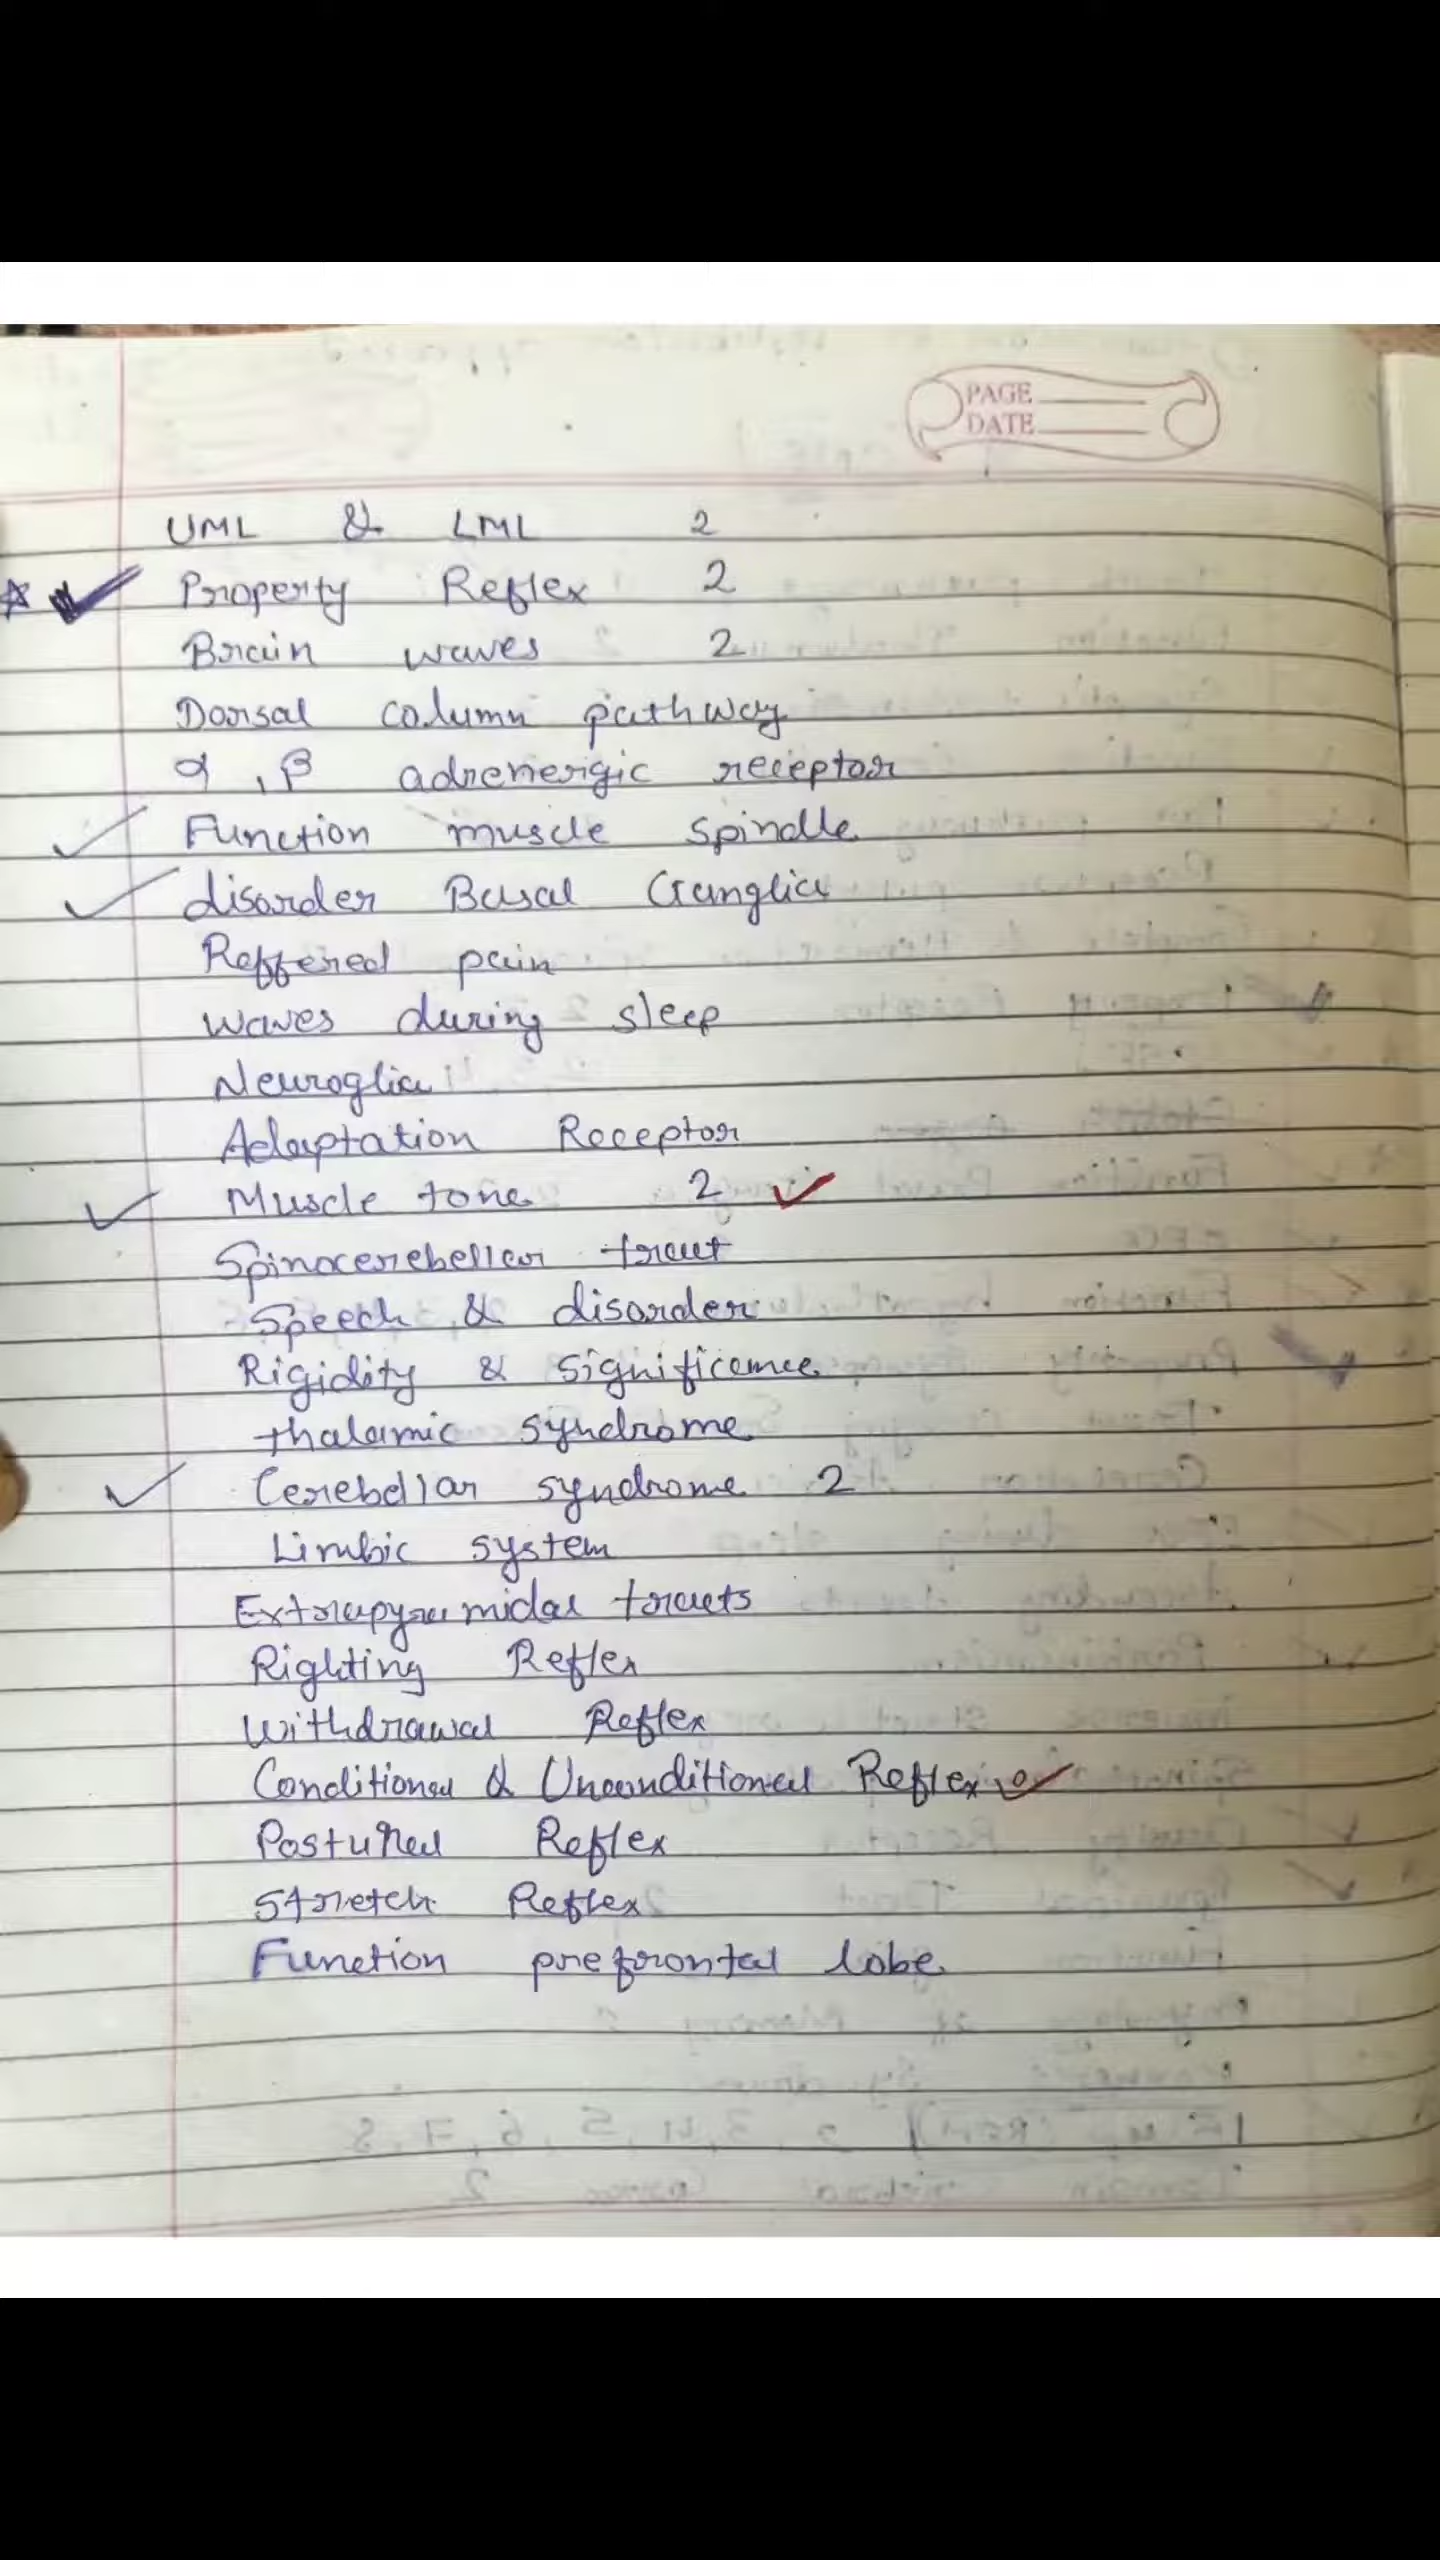 PAGE
DATE
UML & LML 2
Property Reflex 2
Brain waves 2
Dorsal column pathway
α, β adrenergic receptor
Function muscle spindle
disorder Basal Ganglia
Reffered pain
waves during sleep
Neuroglia
Adaptation Receptor
Muscle tone 2
Spinocerebellar tract
Speech & disorder
Rigidity & significance
thalamic syndrome
Cerebellar syndrome 2
Limbic system
Extrapyramidal tracts
Righting Reflex
Withdrawal Reflex
Conditional & Unconditional Reflex
Postural Reflex
Stretch Reflex
Function prefrontal lobe